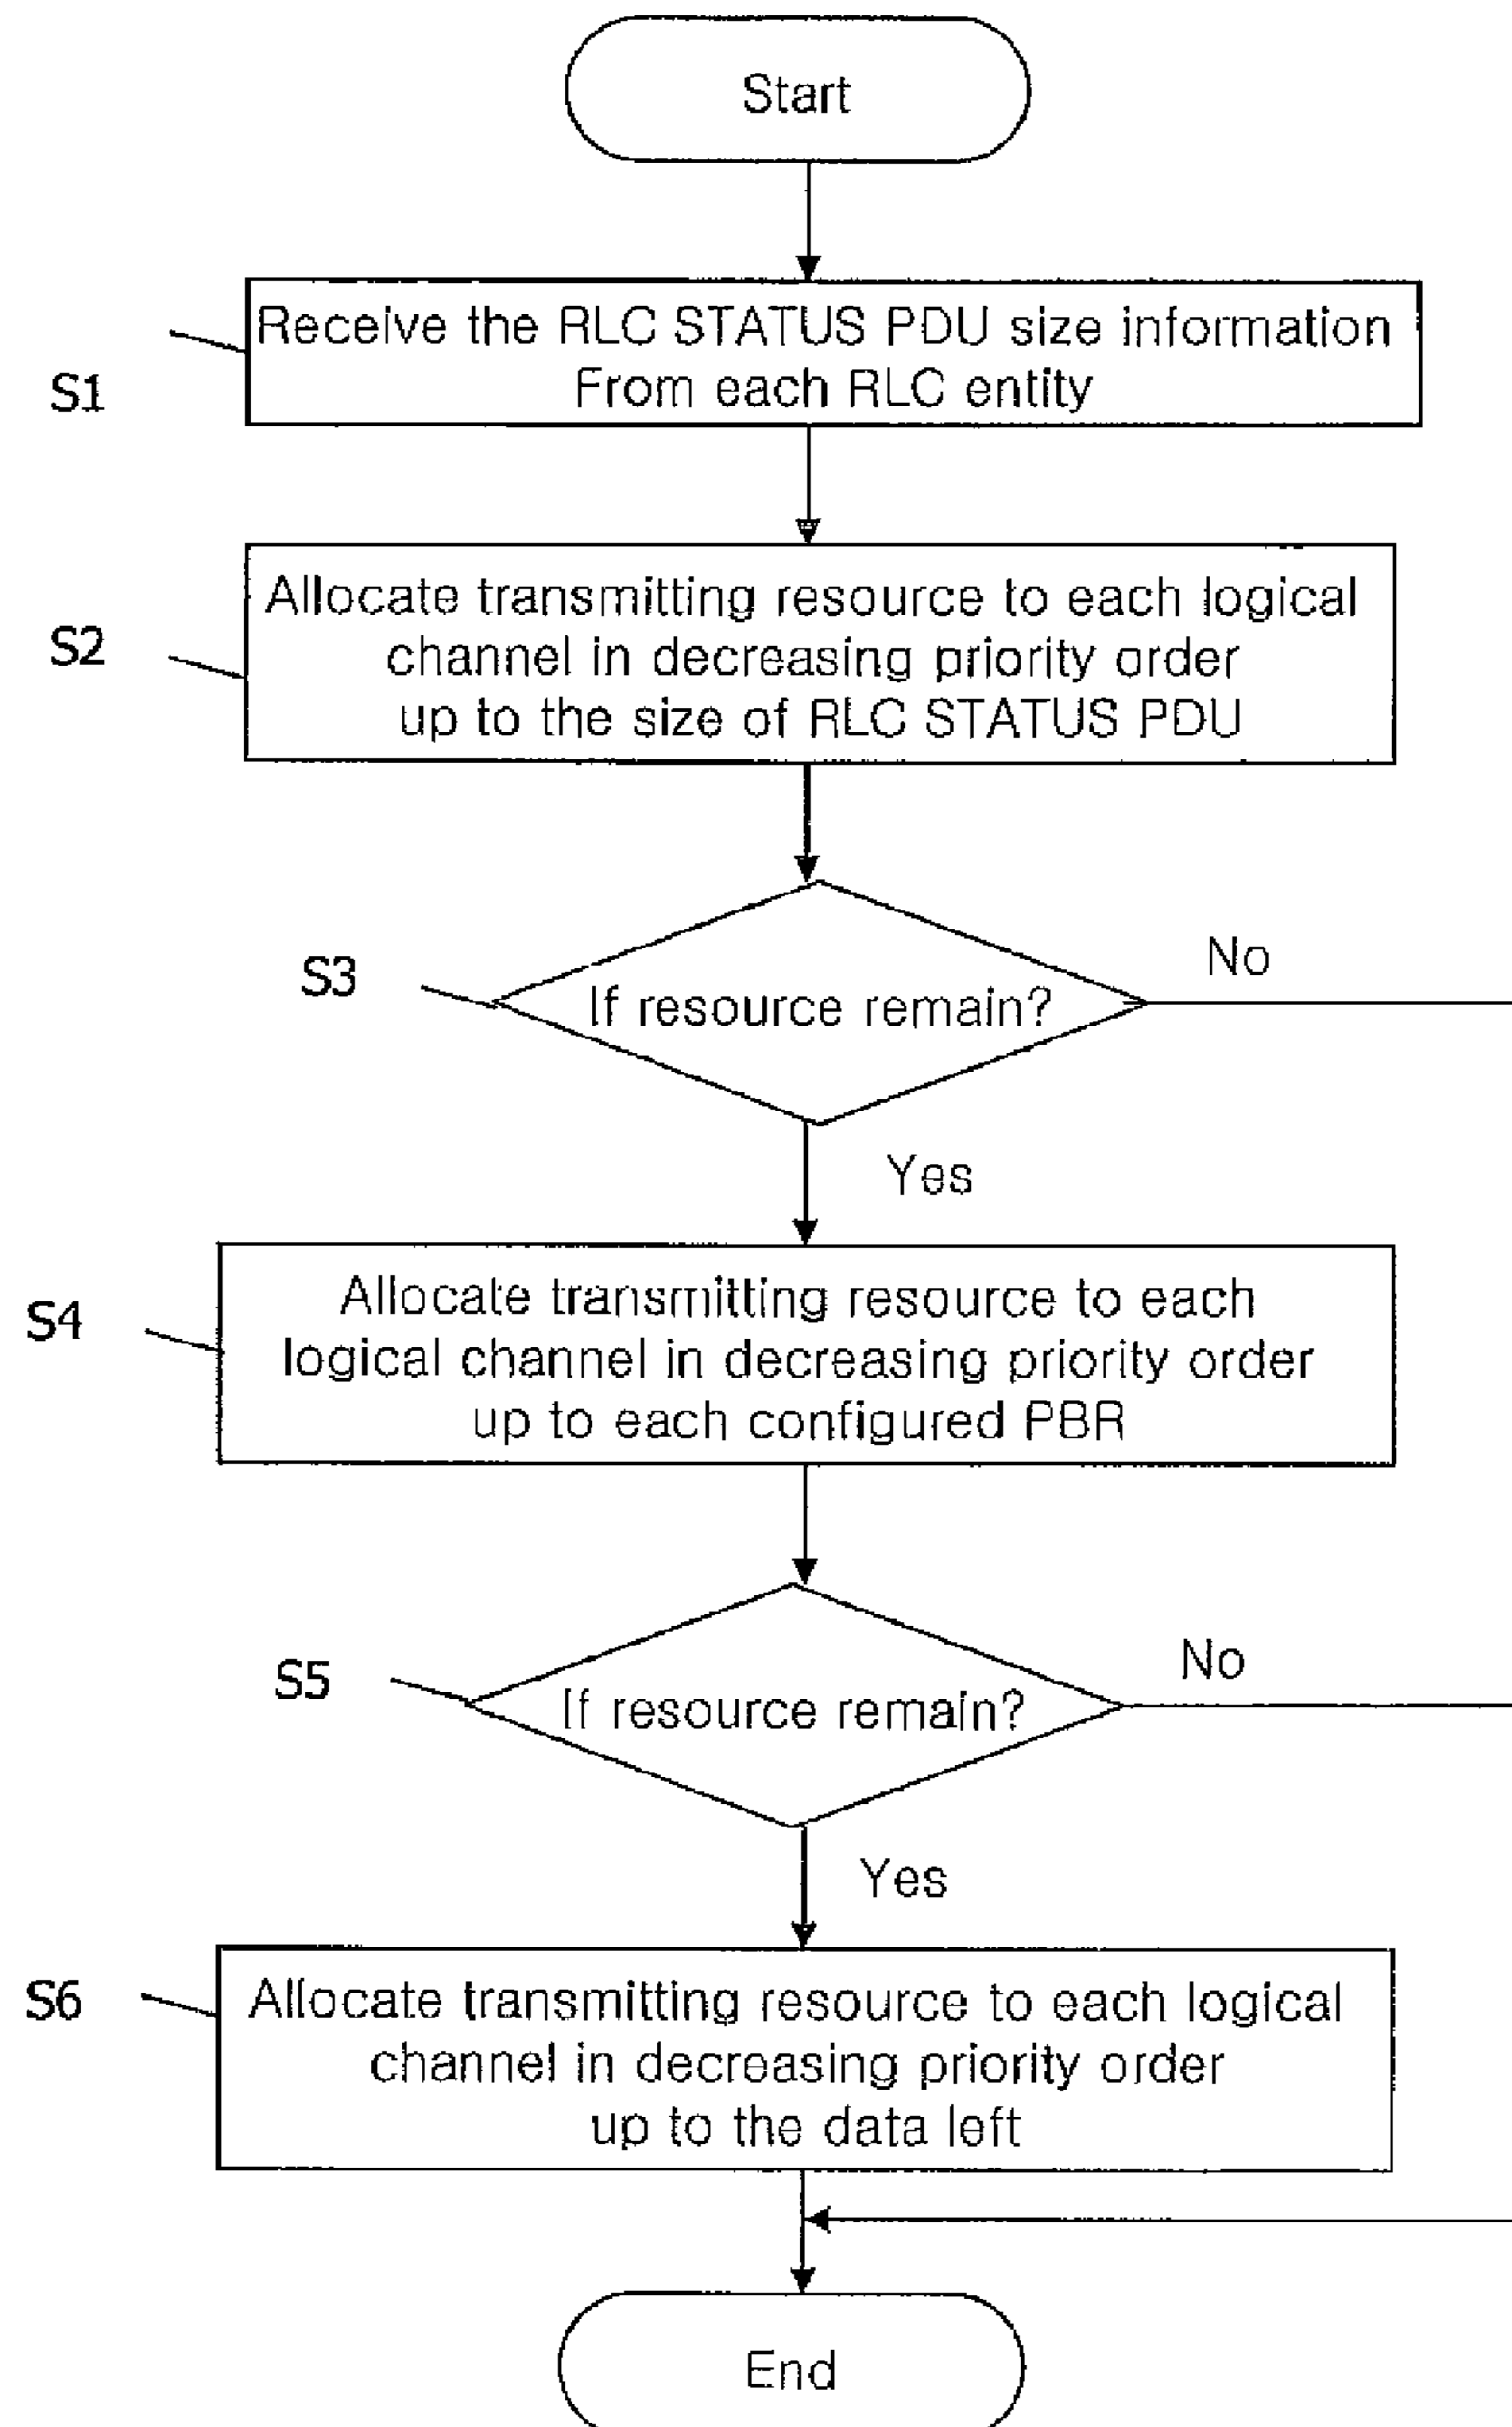 Start
Receive the RLC STATUS PDU size information
From each RLC entity
S1
Allocate transmitting resource to each logical
channel in decreasing priority order
up to the size of RLC STATUS PDU
S2
S3
If resource remain?
No
Yes
S4
Allocate transmitting resource to each
logical channel in decreasing priority order
up to each configured PBR
S5
If resource remain?
No
Yes
S6
Allocate transmitting resource to each logical
channel in decreasing priority order
up to the data left
End